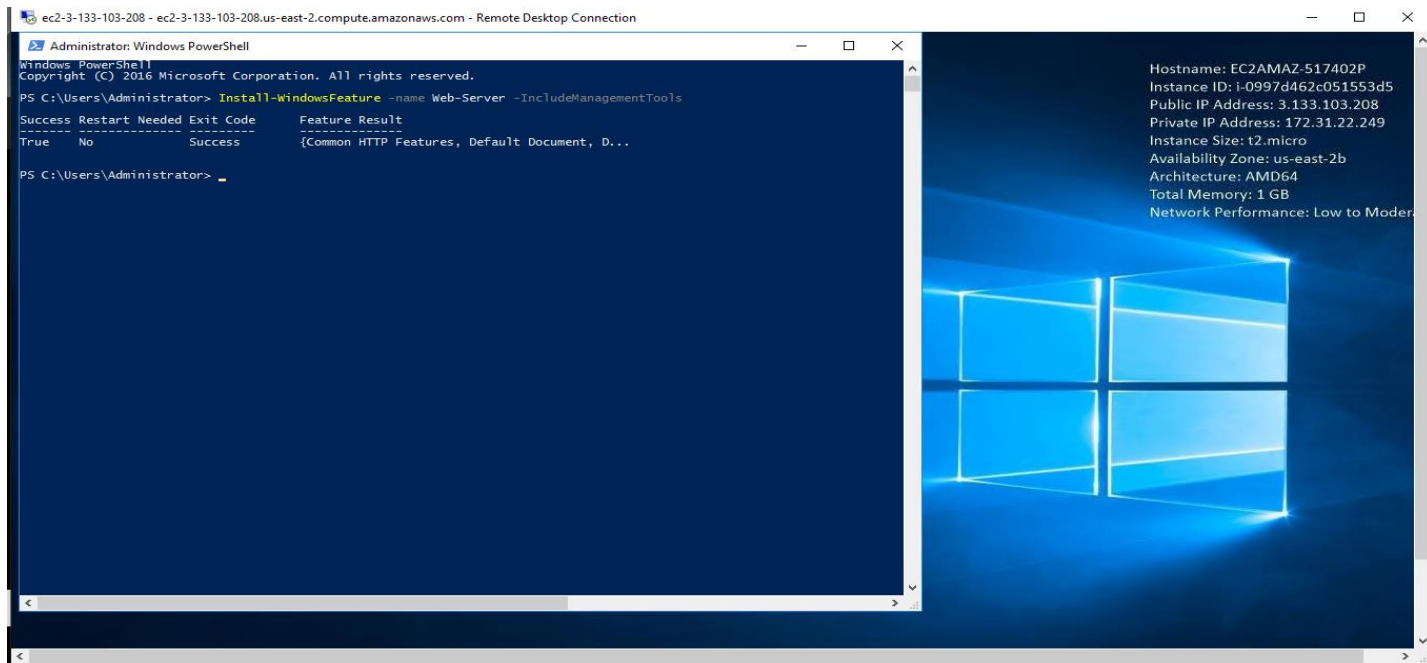 ec2-3-133-103-208 - ec2-3-133-103-208.us-east-2.compute.amazonaws.com - Remote Desktop Connection
Administrator: Windows PowerShell
Windows PowerShell
Copyright (C) 2016 Microsoft Corporation. All rights reserved.
PS C:\Users\Administrator> Install-WindowsFeature -name Web-Server -IncludeManagementTools
Success Restart Needed Exit Code      Feature Result
------- -------------- ---------      --------------
True    No             Success        {Common HTTP Features, Default Document, D...
PS C:\Users\Administrator> _
Hostname: EC2AMAZ-517402P
Instance ID: i-0997d462c051553d5
Public IP Address: 3.133.103.208
Private IP Address: 172.31.22.249
Instance Size: t2.micro
Availability Zone: us-east-2b
Architecture: AMD64
Total Memory: 1 GB
Network Performance: Low to Moder